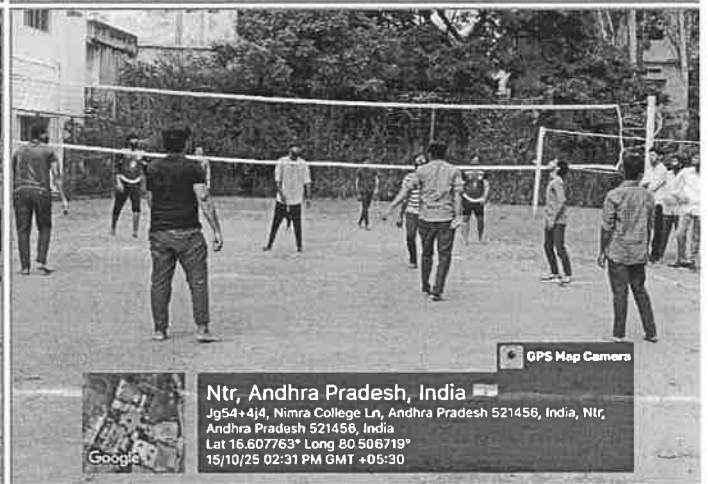 GPS Map Camera
Ntr, Andhra Pradesh, India
Jg54+4j4, Nimra College Ln, Andhra Pradesh 521456, India, Ntr,
Andhra Pradesh 521456, India
Lat 16.607763° Long 80.506719°
15/10/25 02:31 PM GMT +05:30
Google